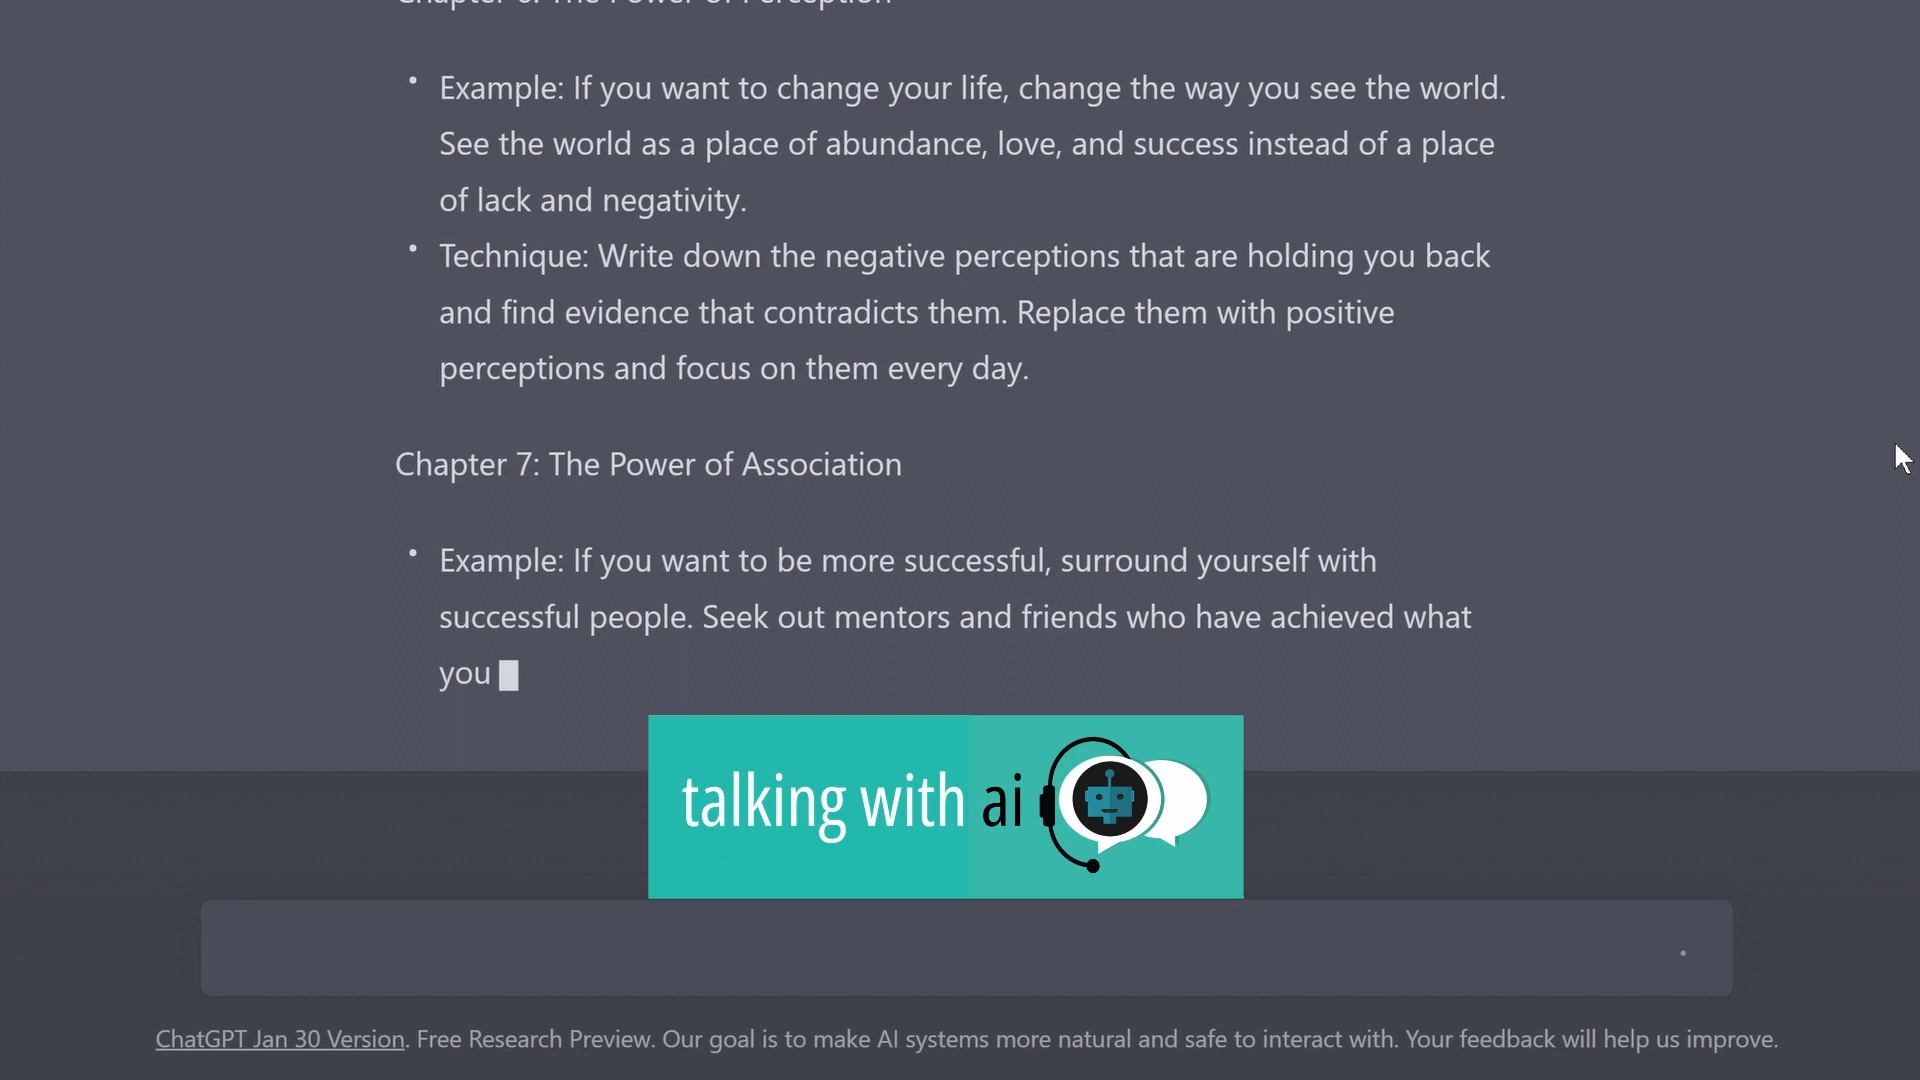 Chapter 6: The Power of Perception
• Example: If you want to change your life, change the way you see the world.
See the world as a place of abundance, love, and success instead of a place
of lack and negativity.
• Technique: Write down the negative perceptions that are holding you back
and find evidence that contradicts them. Replace them with positive
perceptions and focus on them every day.
Chapter 7: The Power of Association
• Example: If you want to be more successful, surround yourself with
successful people. Seek out mentors and friends who have achieved what
you
talking with ai
ChatGPT Jan 30 Version. Free Research Preview. Our goal is to make AI systems more natural and safe to interact with. Your feedback will help us improve.